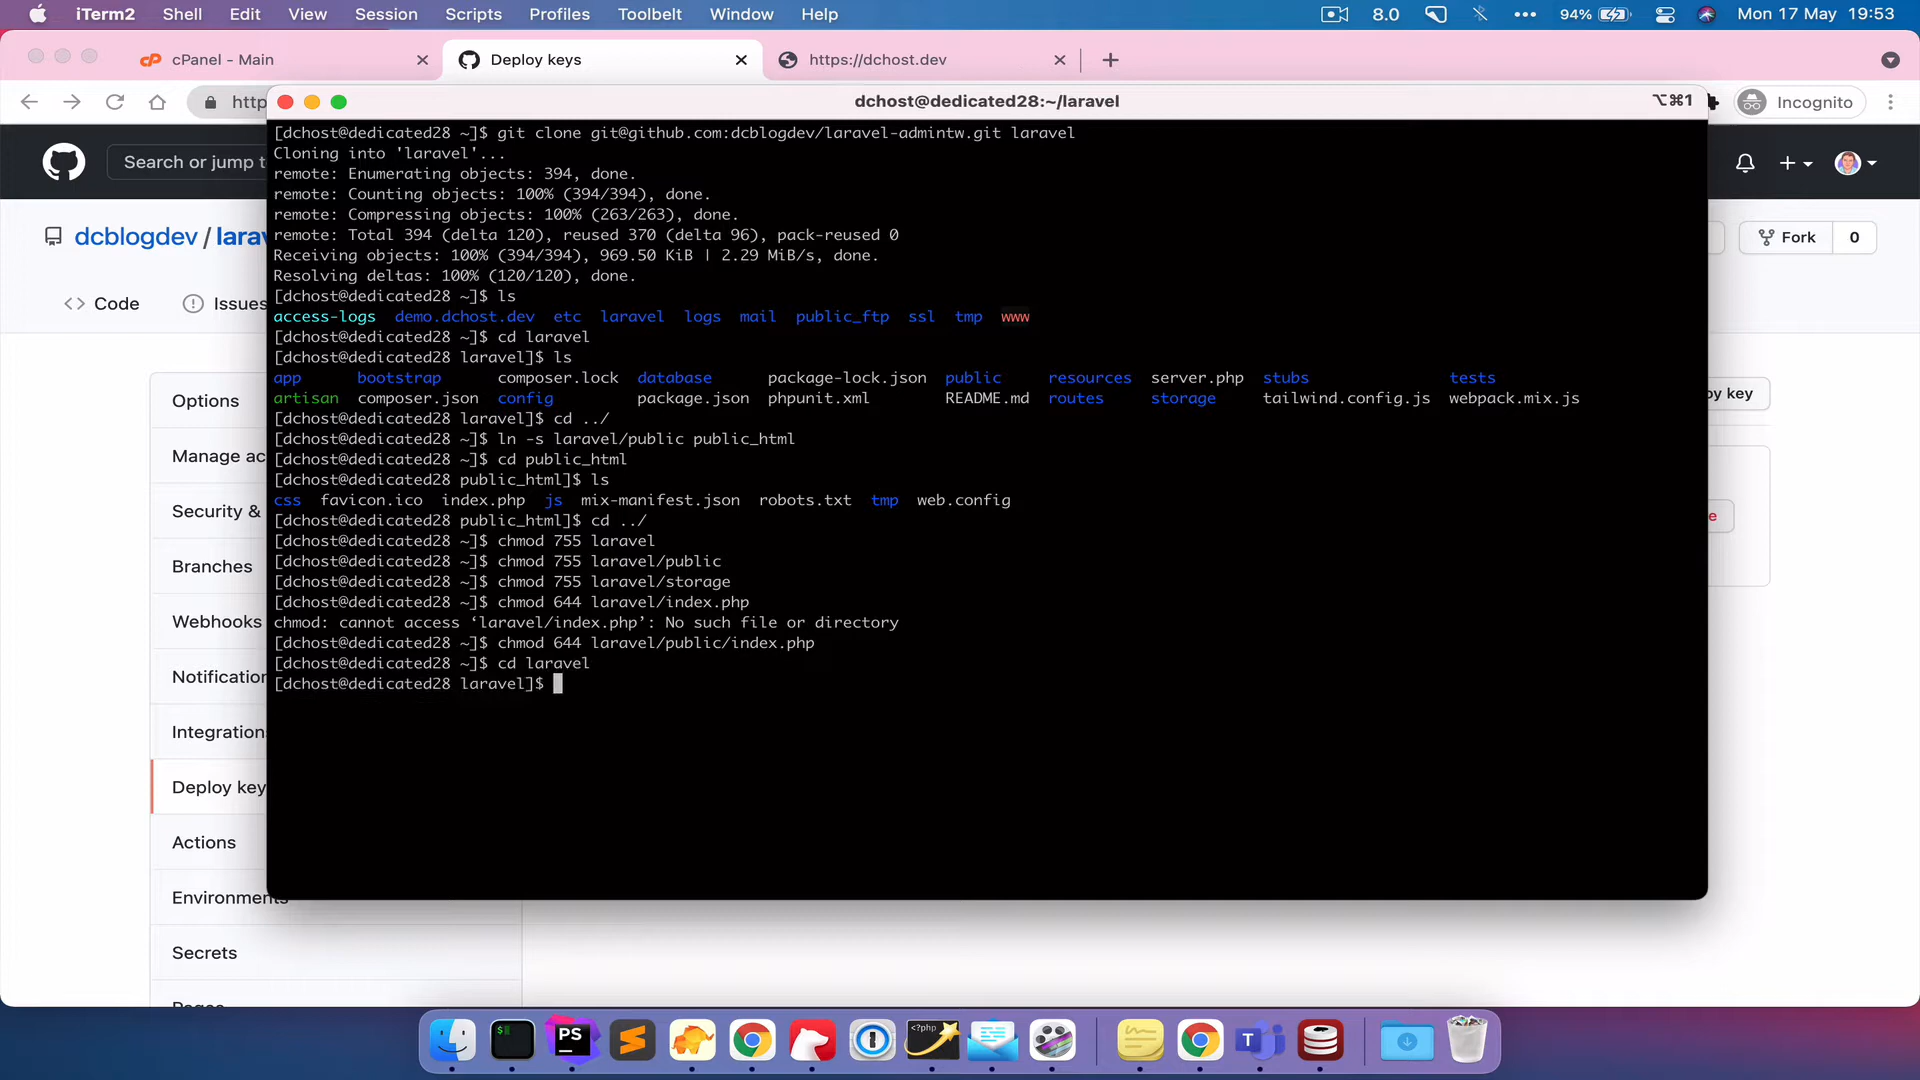 iTerm2 Shell Edit View Session Scripts Profiles Toolbelt Window Help 8.0 94% Mon 17 May 19:53
cPanel - Main Deploy keys https://dchost.dev
http dchost@dedicated28:~/laravel ⌥⌘1 Incognito
[dchost@dedicated28 ~]$ git clone git@github.com:dcblogdev/laravel-admintw.git laravel
Cloning into 'laravel'...
Search or jump t
remote: Enumerating objects: 394, done.
remote: Counting objects: 100% (394/394), done.
remote: Compressing objects: 100% (263/263), done.
remote: Total 394 (delta 120), reused 370 (delta 96), pack-reused 0
dcblogdev / larav
Fork 0
Receiving objects: 100% (394/394), 969.50 KiB | 2.29 MiB/s, done.
Resolving deltas: 100% (120/120), done.
[dchost@dedicated28 ~]$ ls
Code Issues
access-logs demo.dchost.dev etc laravel logs mail public_ftp ssl tmp www
[dchost@dedicated28 ~]$ cd laravel
[dchost@dedicated28 laravel]$ ls
app bootstrap composer.lock database package-lock.json public resources server.php stubs tests
artisan composer.json config package.json phpunit.xml README.md routes storage tailwind.config.js webpack.mix.js
Options
oy key
[dchost@dedicated28 laravel]$ cd ../
[dchost@dedicated28 ~]$ ln -s laravel/public public_html
[dchost@dedicated28 ~]$ cd public_html
Manage ac
[dchost@dedicated28 public_html]$ ls
css favicon.ico index.php js mix-manifest.json robots.txt tmp web.config
Security &
e
[dchost@dedicated28 public_html]$ cd ../
[dchost@dedicated28 ~]$ chmod 755 laravel
[dchost@dedicated28 ~]$ chmod 755 laravel/public
Branches
[dchost@dedicated28 ~]$ chmod 755 laravel/storage
[dchost@dedicated28 ~]$ chmod 644 laravel/index.php
chmod: cannot access ‘laravel/index.php’: No such file or directory
Webhooks
[dchost@dedicated28 ~]$ chmod 644 laravel/public/index.php
[dchost@dedicated28 ~]$ cd laravel
[dchost@dedicated28 laravel]$
Notification
Integration
Deploy key
Actions
Environments
Secrets
Pages
$ PS <?php T